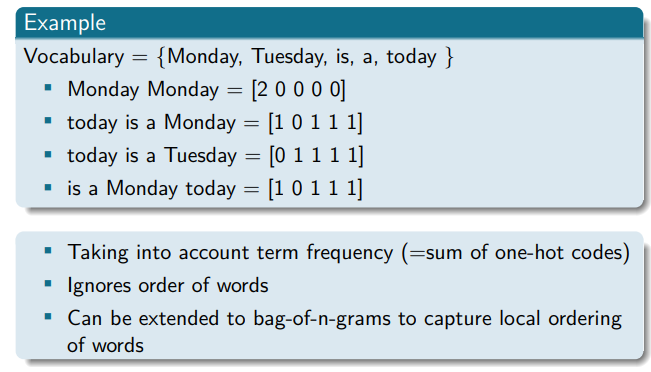 Example
Vocabulary = {Monday, Tuesday, is, a, today }
▪ Monday Monday = [2 0 0 0 0]
▪ today is a Monday = [1 0 1 1 1]
▪ today is a Tuesday = [0 1 1 1 1]
▪ is a Monday today = [1 0 1 1 1]
▪ Taking into account term frequency (=sum of one-hot codes)
▪ Ignores order of words
▪ Can be extended to bag-of-n-grams to capture local ordering
of words